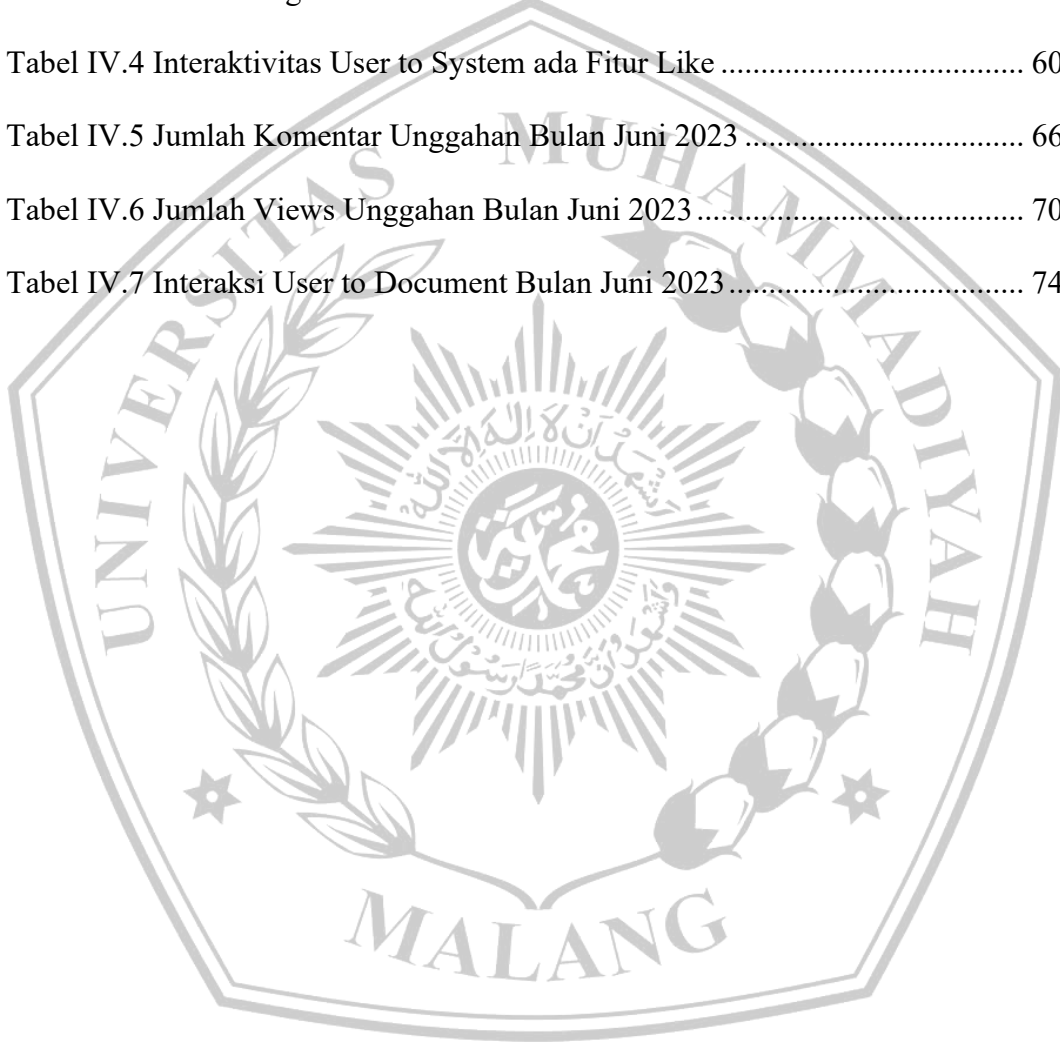 Tabel IV.4 Interaktivitas User to System ada Fitur Like ...................................... 60
Tabel IV.5 Jumlah Komentar Unggahan Bulan Juni 2023 ................................... 66
Tabel IV.6 Jumlah Views Unggahan Bulan Juni 2023 ......................................... 70
Tabel IV.7 Interaksi User to Document Bulan Juni 2023 ..................................... 74
UNIVERSITAS MUHAMMADIYAH
MALANG